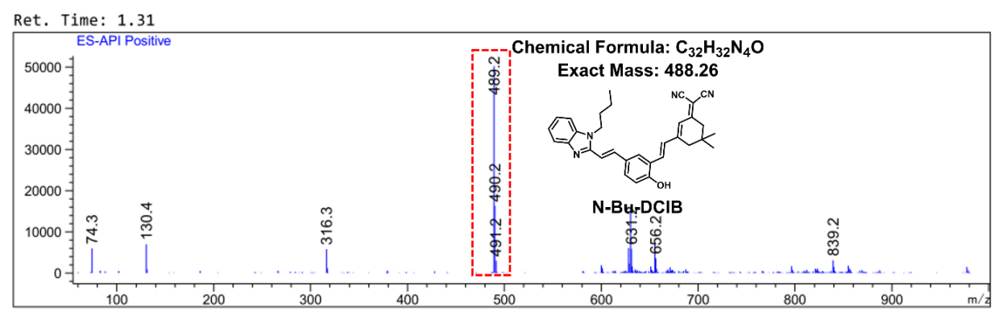 Ret. Time: 1.31
ES-API Positive
Chemical Formula: C₃₂H₃₂N₄O
Exact Mass: 488.26
50000
40000
30000
20000
10000
0
74.3
130.4
316.3
489.2
490.2
491.2
656.2
839.2
NC
CN
N
N
OH
N-Bu-DCIB
100
200
300
400
500
600
700
800
900
m/z